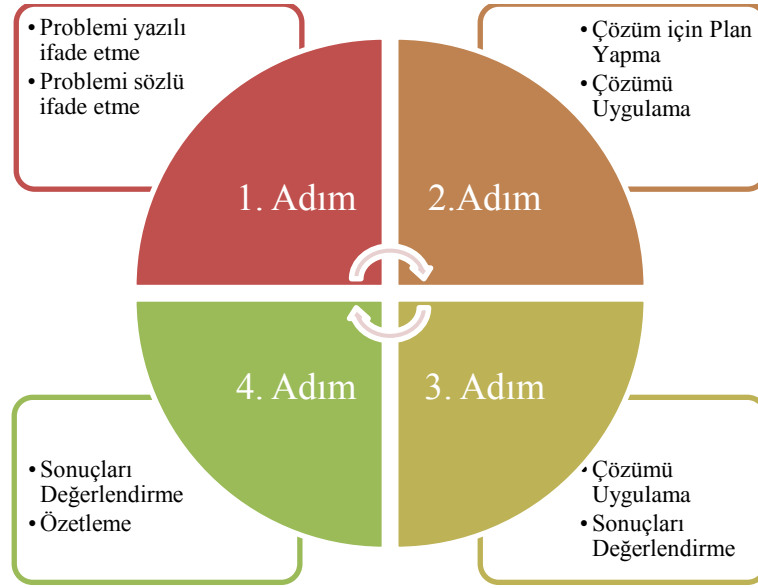 • Problemi yazılı
ifade etme
• Problemi sözlü
ifade etme
• Çözüm için Plan
Yapma
• Çözümü
Uygulama
1. Adım
2.Adım
4. Adım
3. Adım
• Sonuçları
Değerlendirme
• Özetleme
• Çözümü
Uygulama
• Sonuçları
Değerlendirme